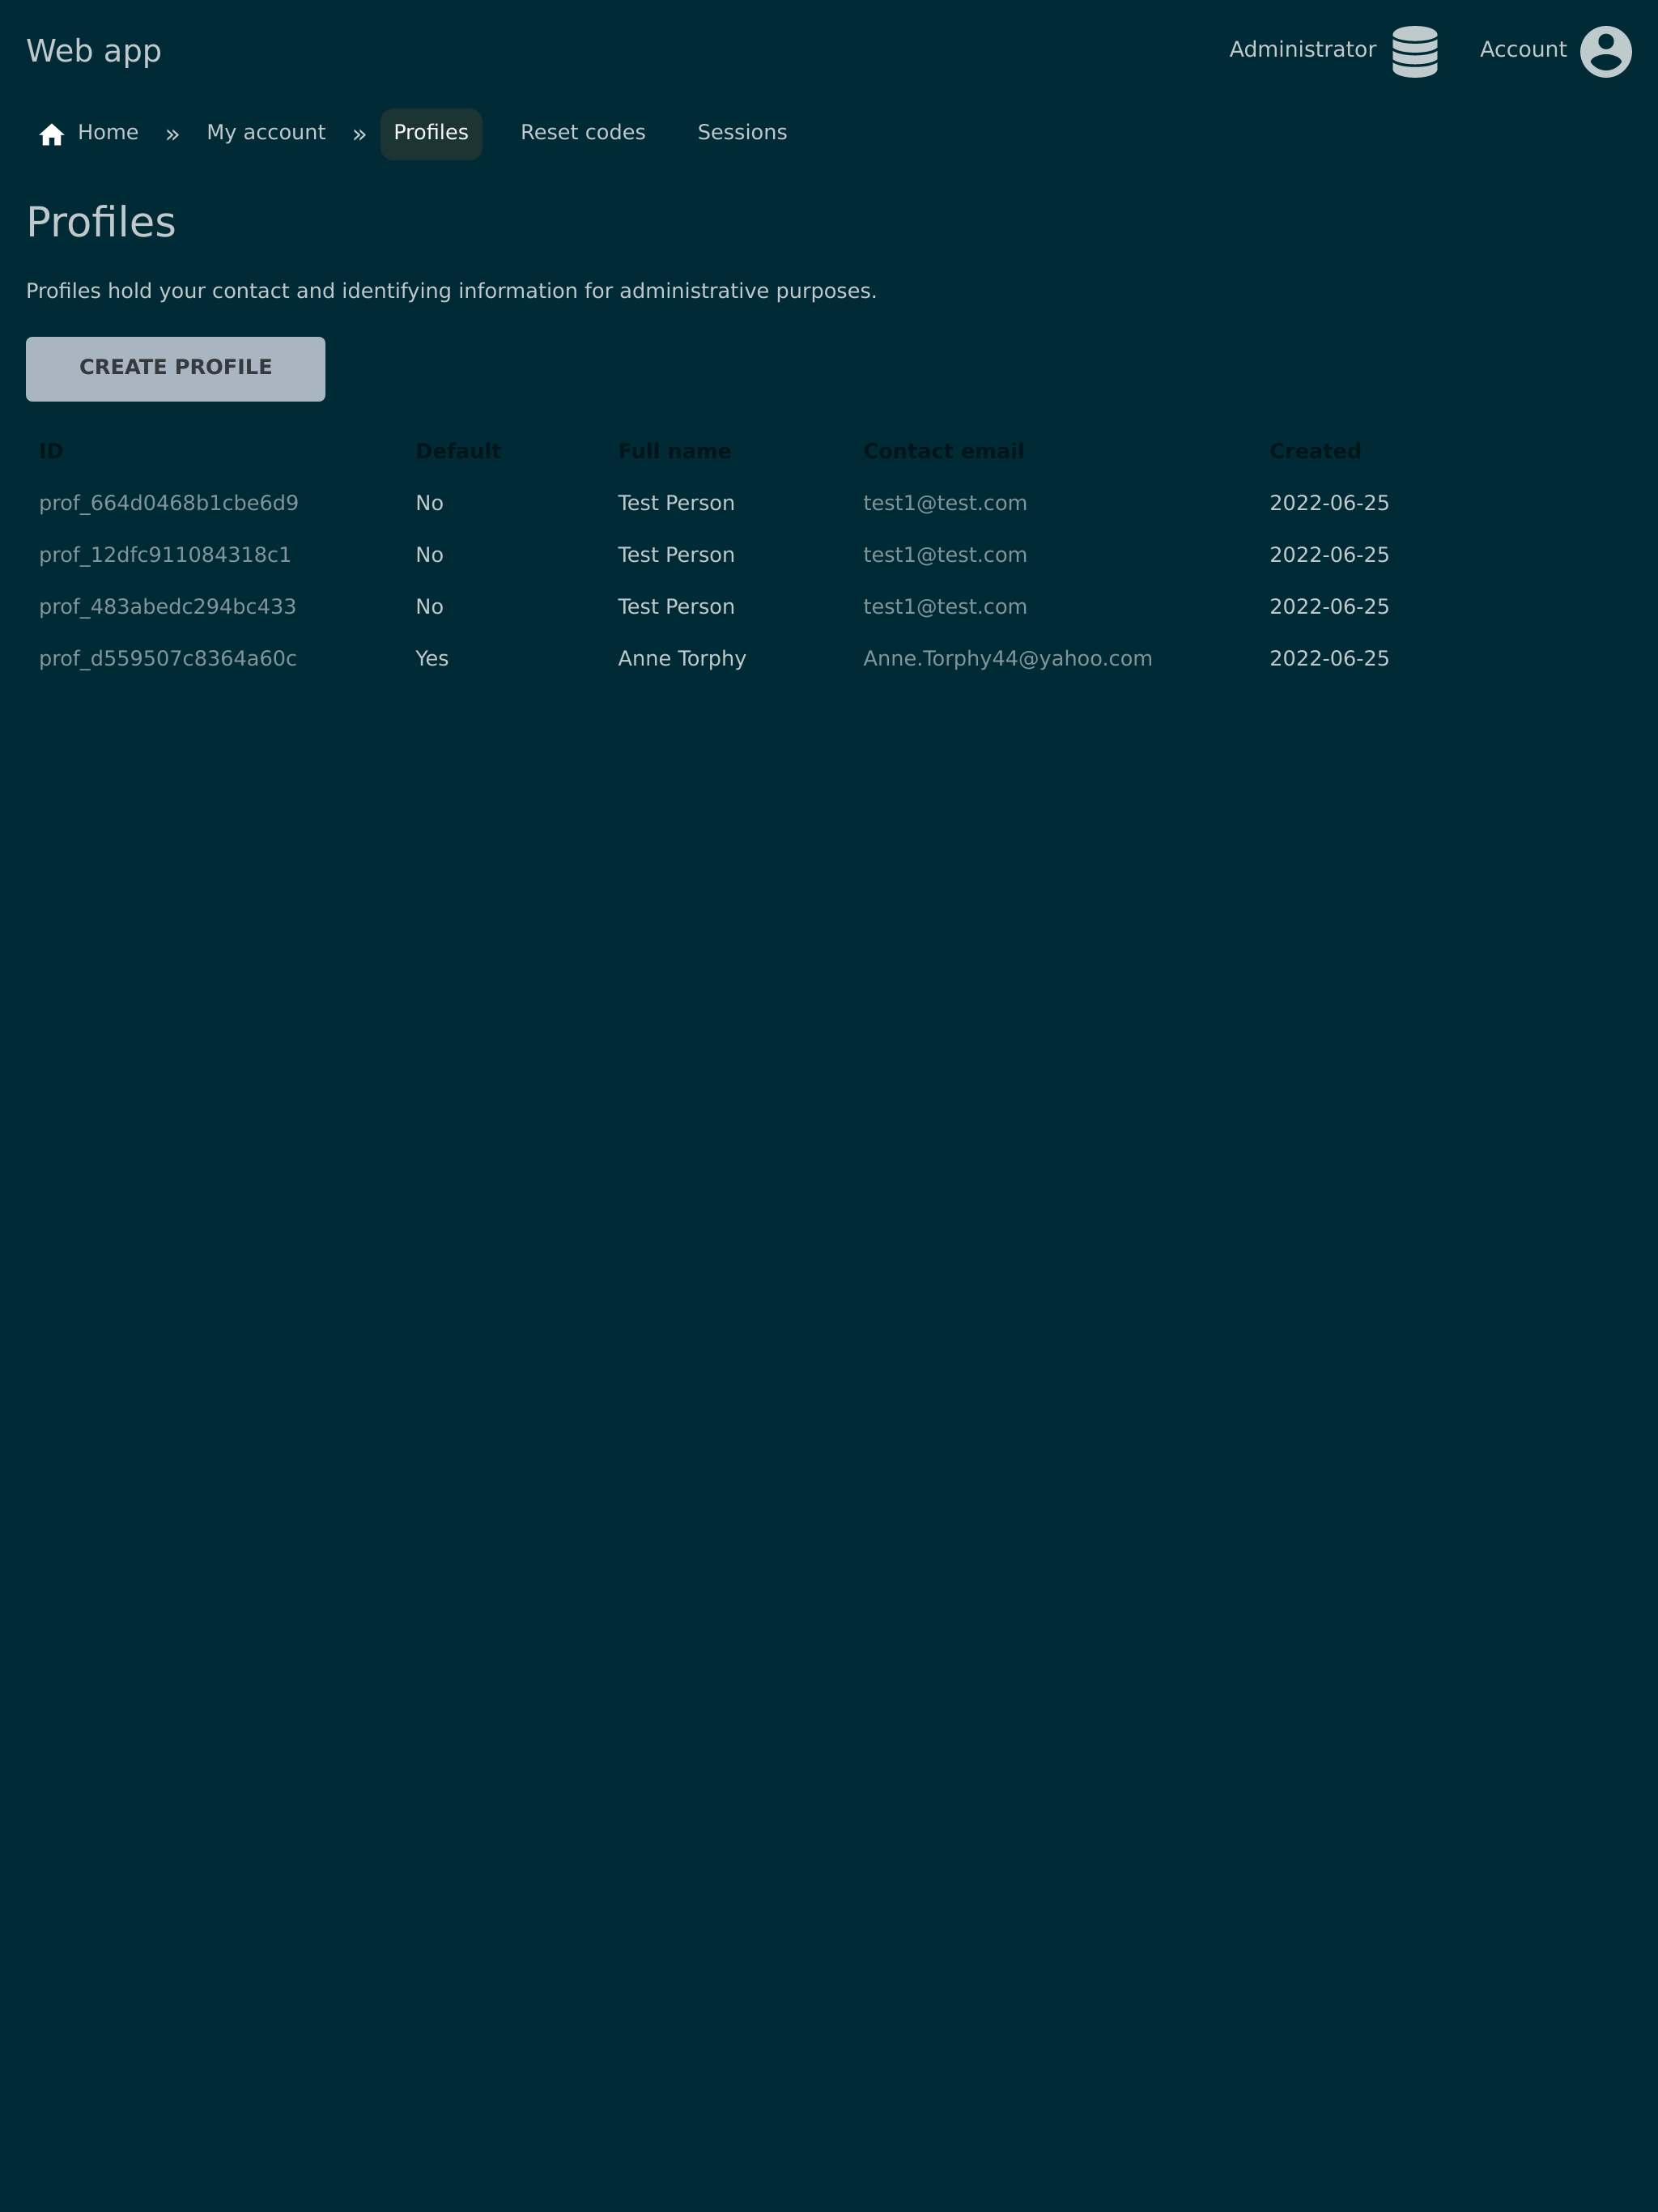 Web app
Administrator
Account
Home » My account » Profiles Reset codes Sessions
Profiles
Profiles hold your contact and identifying information for administrative purposes.
CREATE PROFILE
ID Default Full name Contact email Created
prof_664d0468b1cbe6d9 No Test Person test1@test.com 2022-06-25
prof_12dfc911084318c1 No Test Person test1@test.com 2022-06-25
prof_483abedc294bc433 No Test Person test1@test.com 2022-06-25
prof_d559507c8364a60c Yes Anne Torphy Anne.Torphy44@yahoo.com 2022-06-25